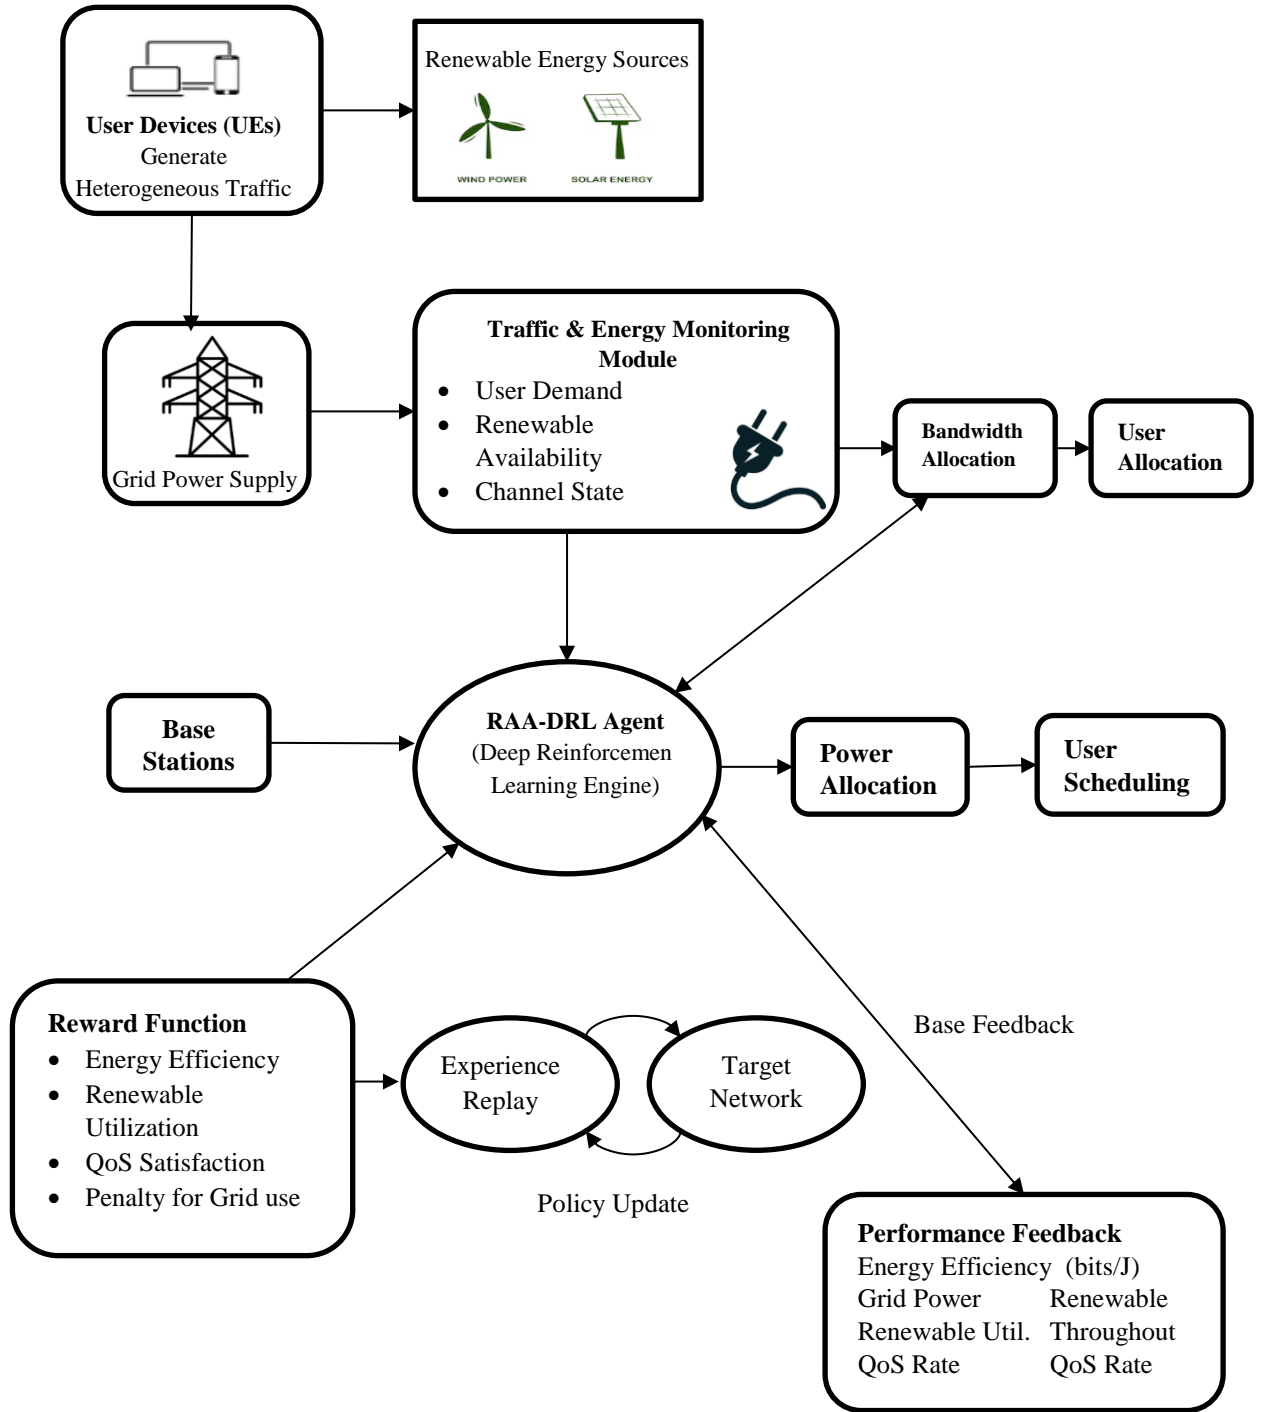 User Devices (UEs)
Generate
Heterogeneous Traffic
Renewable Energy Sources
WIND POWER
SOLAR ENERGY
Grid Power Supply
Traffic & Energy Monitoring
Module
• User Demand
• Renewable
Availability
• Channel State
Bandwidth
Allocation
User
Allocation
Base
Stations
RAA-DRL Agent
(Deep Reinforcemen
Learning Engine)
Power
Allocation
User
Scheduling
Reward Function
• Energy Efficiency
• Renewable
Utilization
• QoS Satisfaction
• Penalty for Grid use
Experience
Replay
Target
Network
Policy Update
Base Feedback
Performance Feedback
Energy Efficiency (bits/J)
Grid Power Renewable
Renewable Util. Throughout
QoS Rate QoS Rate